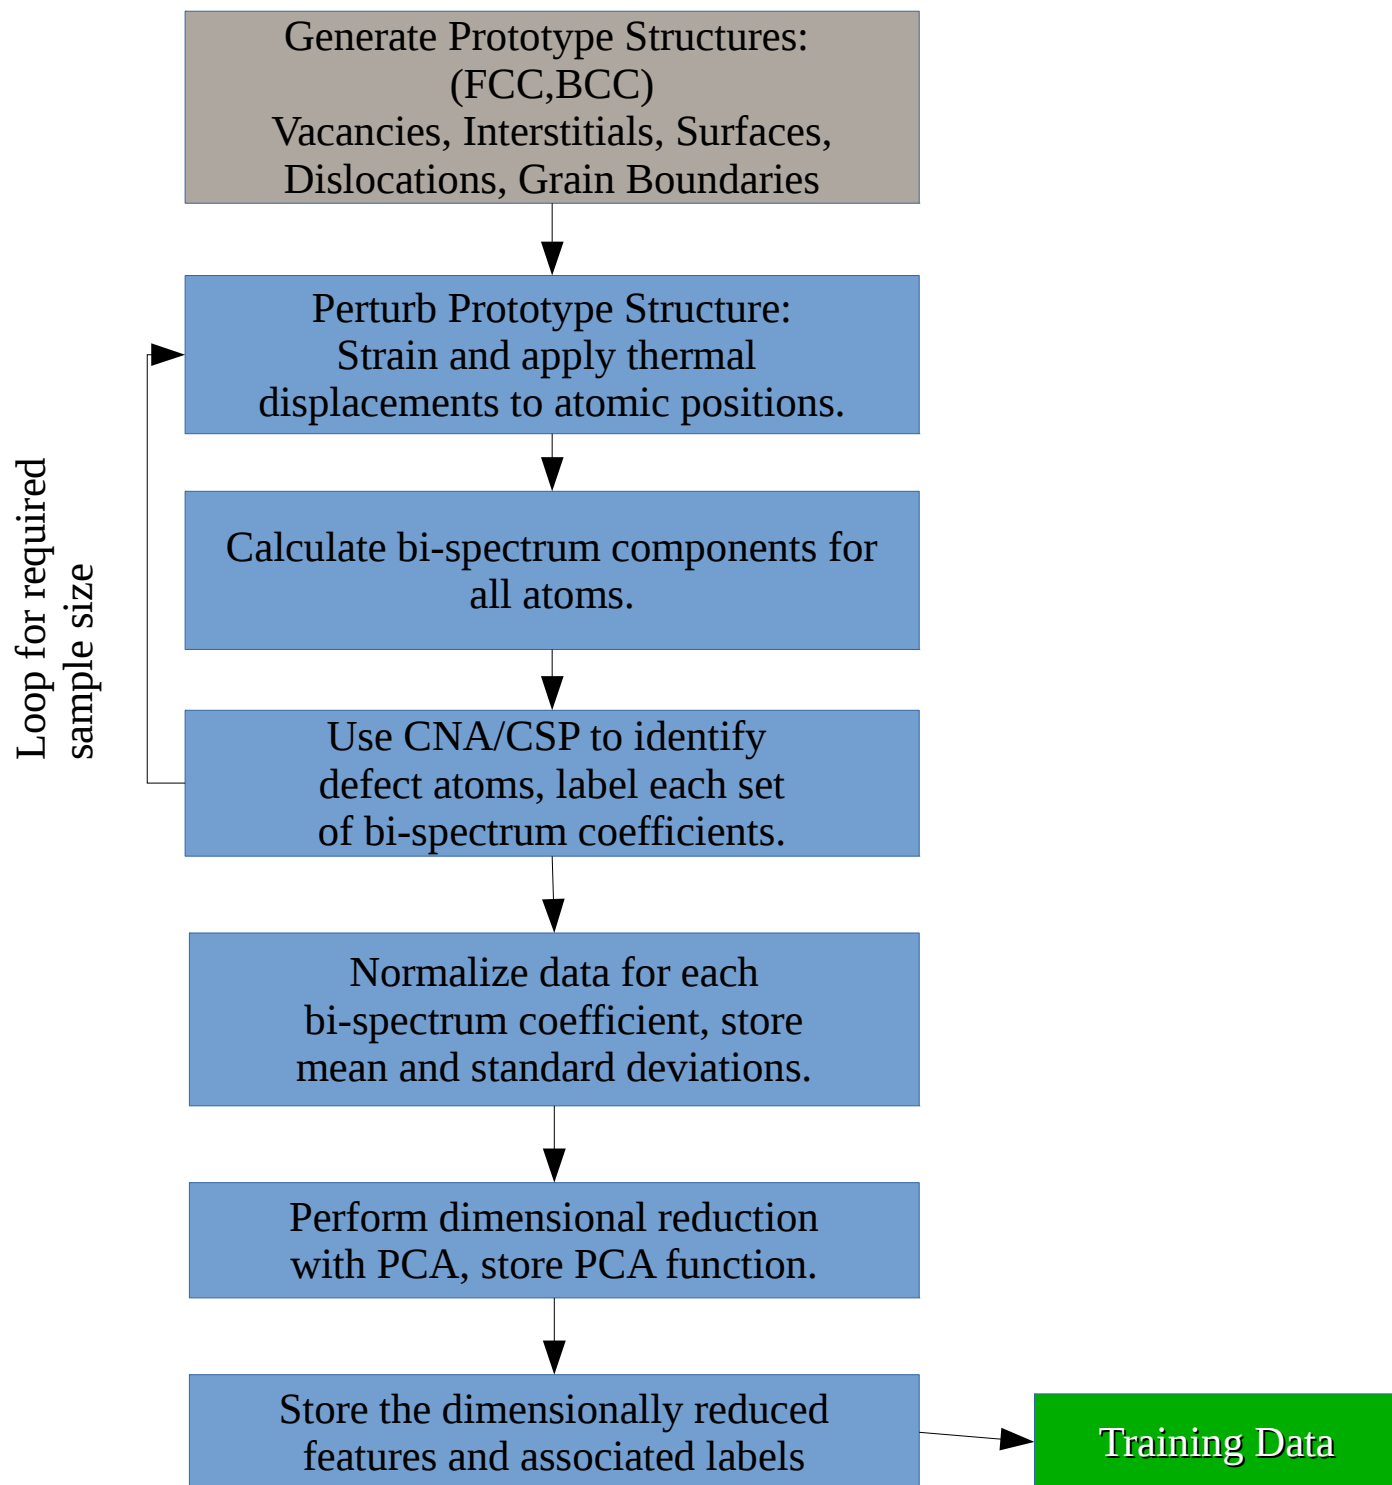 Generate Prototype Structures:
(FCC,BCC)
Vacancies, Interstitials, Surfaces,
Dislocations, Grain Boundaries
Perturb Prototype Structure:
Strain and apply thermal
displacements to atomic positions.
Loop for required
sample size
Calculate bi-spectrum components for
all atoms.
Use CNA/CSP to identify
defect atoms, label each set
of bi-spectrum coefficients.
Normalize data for each
bi-spectrum coefficient, store
mean and standard deviations.
Perform dimensional reduction
with PCA, store PCA function.
Store the dimensionally reduced
features and associated labels
Training Data